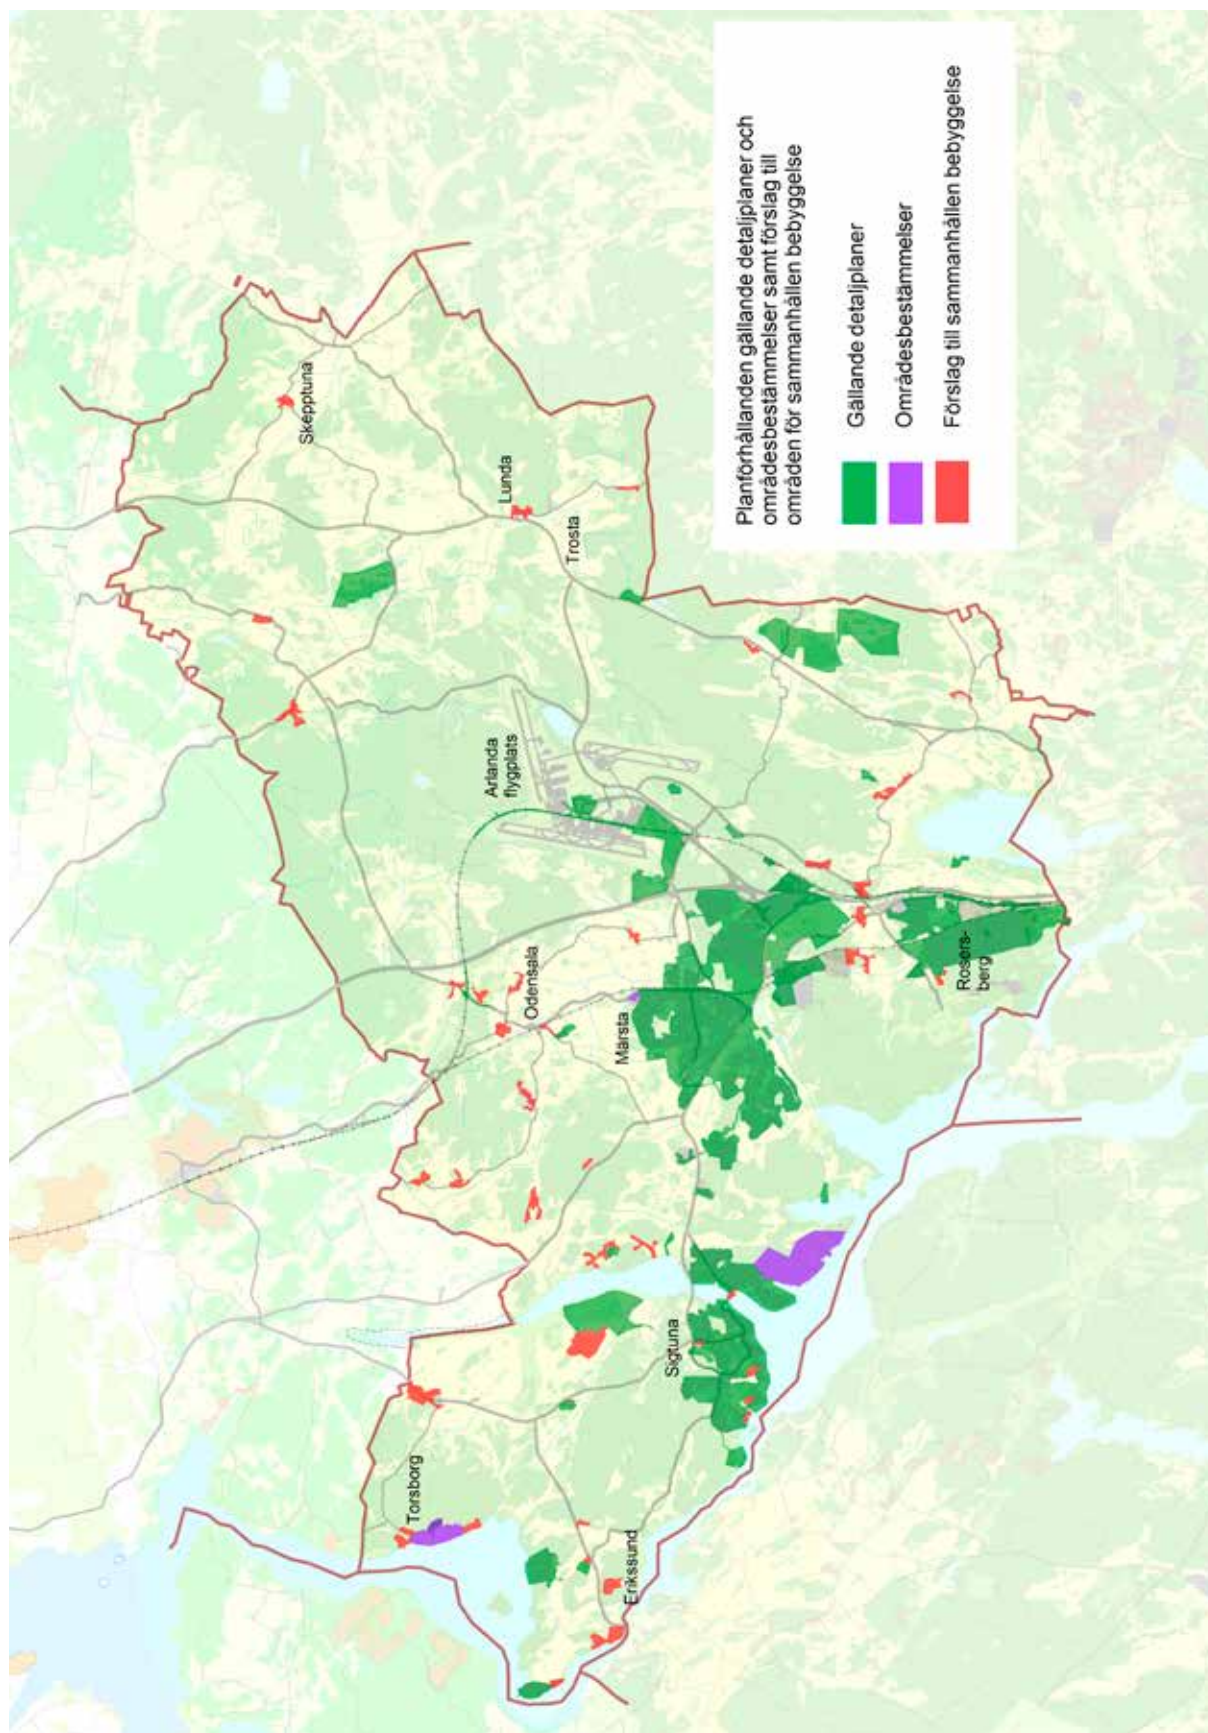 Planförhållanden gällande detaljplaner och
områdesbestämmelser samt förslag till
områden för sammanhållen bebyggelse
Gällande detaljplaner
Områdesbestämmelser
Förslag till sammanhållen bebyggelse
Skepptuna
Lunda
Trosta
Arlanda
flygplats
Odensala
Märsta
Rosers-
berg
Sigtuna
Torsborg
Erikssund